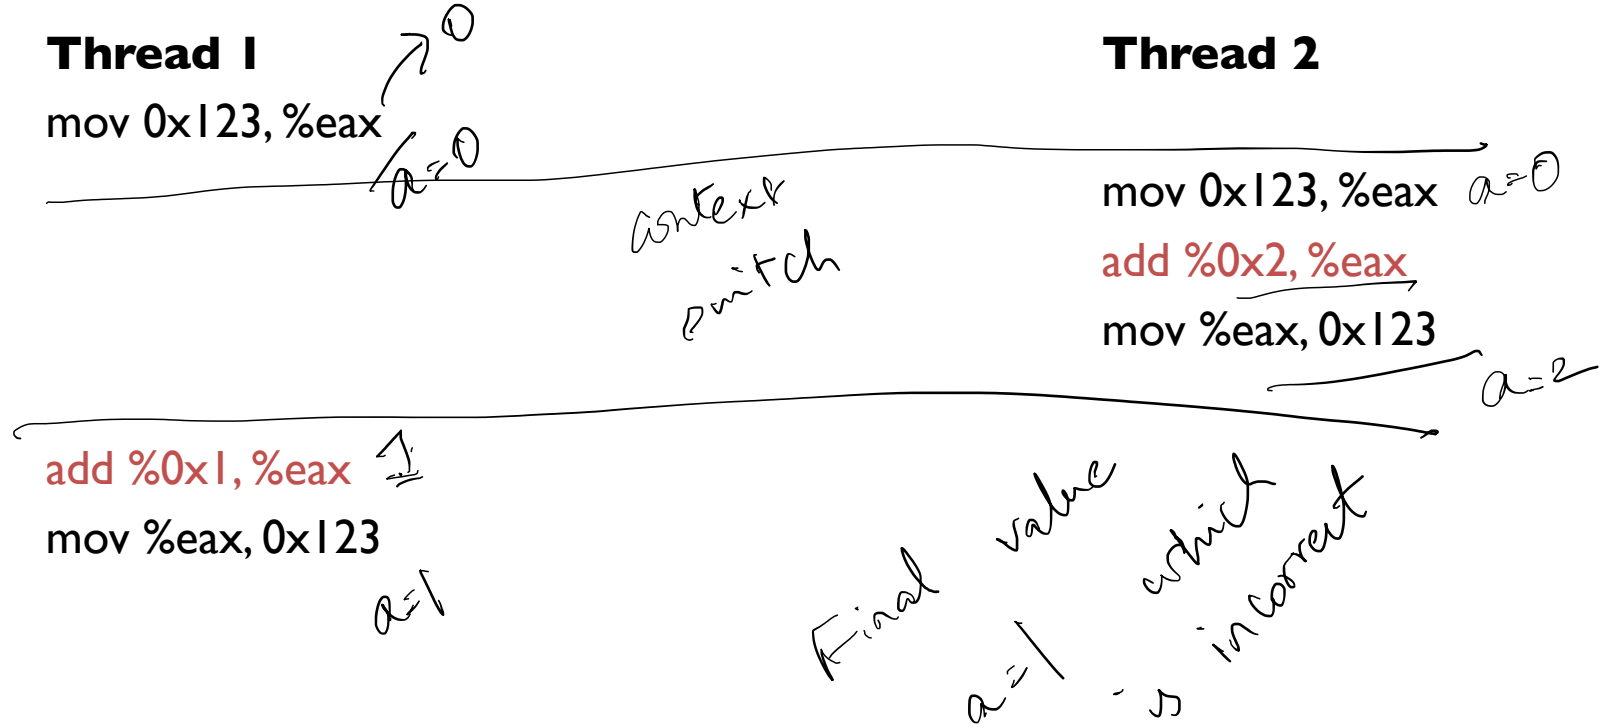 Thread 1
0
Thread 2
mov 0x123, %eax
a=0
mov 0x123, %eax
a=0
context
switch
add %0x2, %eax
mov %eax, 0x123
a=2
add %0x1, %eax
1
mov %eax, 0x123
a=1
Final value
a=1 which
is incorrect